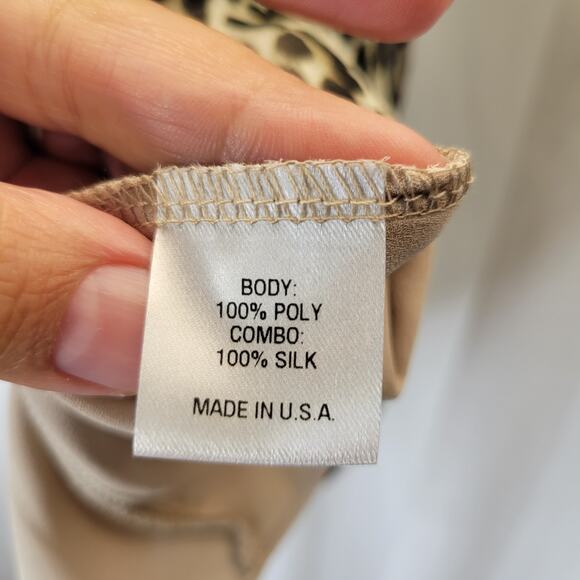 BODY:
100% POLY
COMBO:
100% SILK
MADE IN U.S.A.